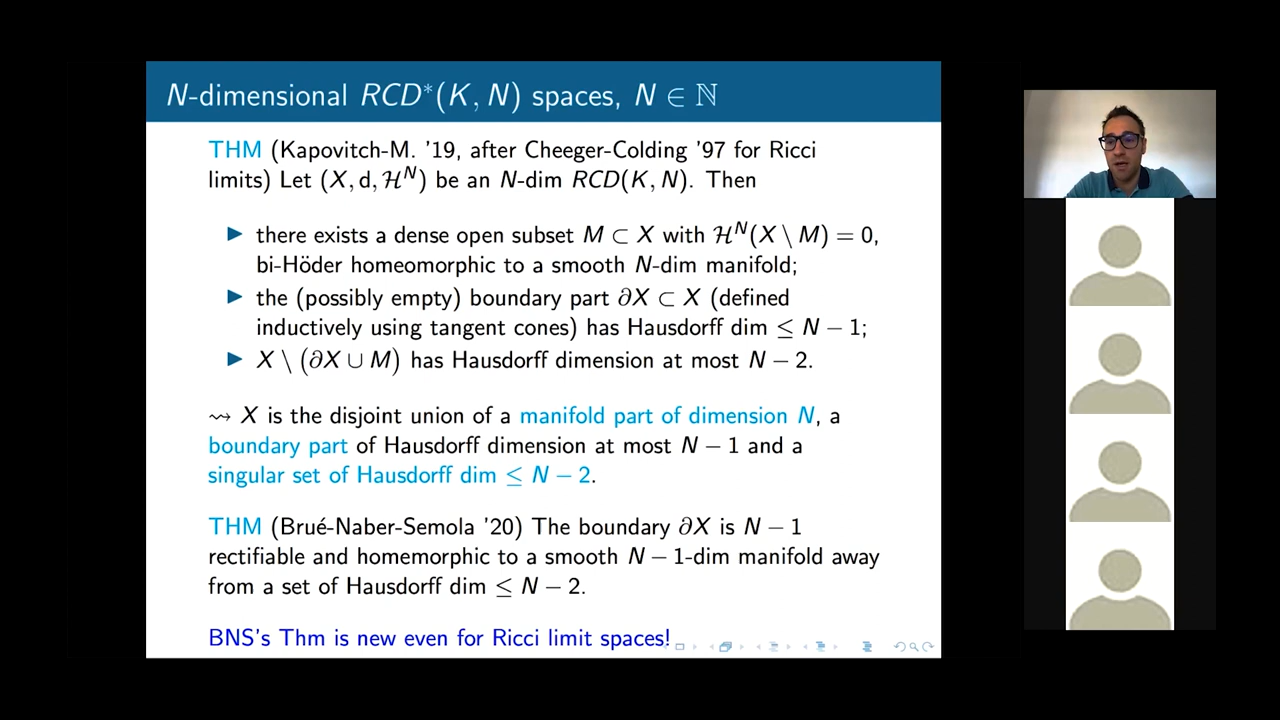 N-dimensional RCD*(K, N) spaces, N ∈ ℕ
THM (Kapovitch-M. '19, after Cheeger-Colding '97 for Ricci
limits) Let (X, d, ℋᴺ) be an N-dim RCD(K, N). Then
▶ there exists a dense open subset M ⊂ X with ℋᴺ(X \ M) = 0,
bi-Höder homeomorphic to a smooth N-dim manifold;
▶ the (possibly empty) boundary part ∂X ⊂ X (defined
inductively using tangent cones) has Hausdorff dim ≤ N − 1;
▶ X \ (∂X ∪ M) has Hausdorff dimension at most N − 2.
⇝ X is the disjoint union of a manifold part of dimension N, a
boundary part of Hausdorff dimension at most N − 1 and a
singular set of Hausdorff dim ≤ N − 2.
THM (Brué-Naber-Semola '20) The boundary ∂X is N − 1
rectifiable and homemorphic to a smooth N − 1-dim manifold away
from a set of Hausdorff dim ≤ N − 2.
BNS's Thm is new even for Ricci limit spaces!